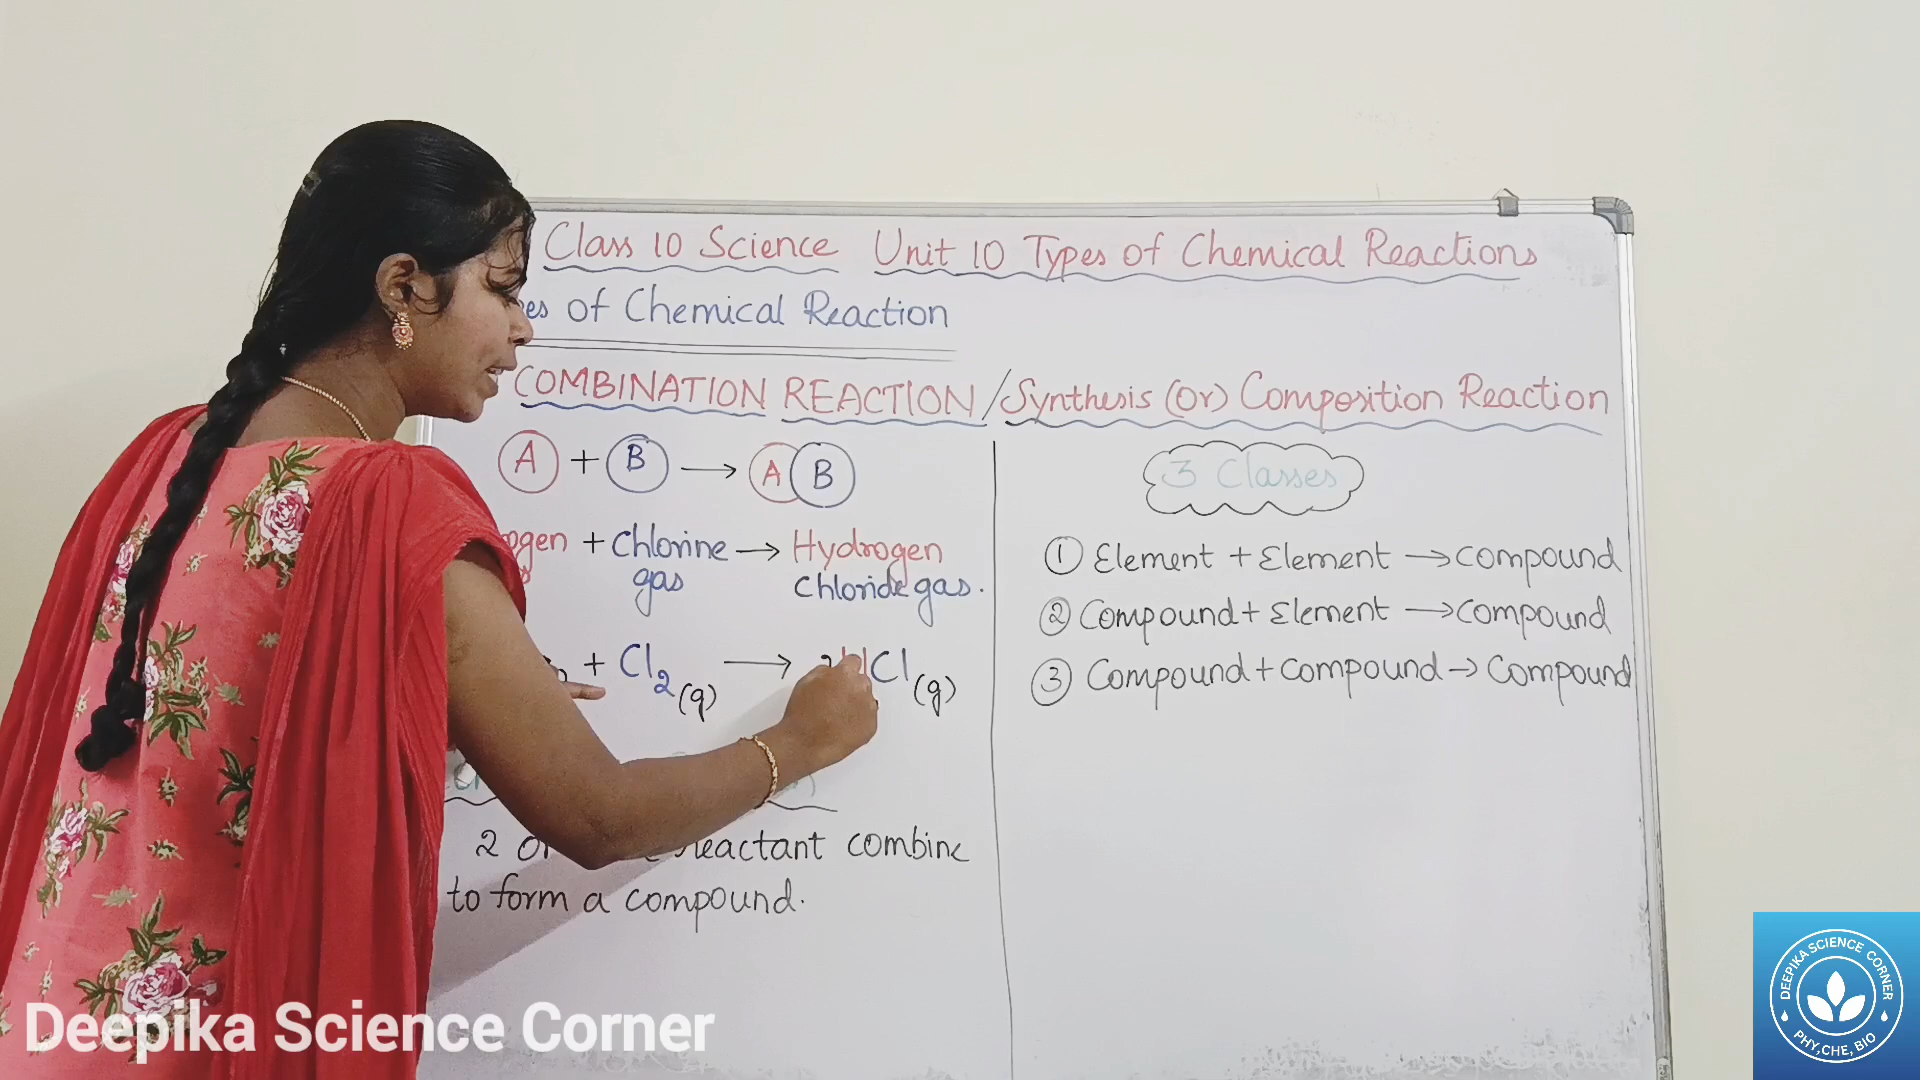 Class 10 Science Unit 10 Types of Chemical Reactions
of Chemical Reaction
COMBINATION REACTION / Synthesis (Or) Composition Reaction
A + B → A B
+ Chlorine → Hydrogen
gas Chloride gas.
+ Cl2 (g) → Cl (g)
2 reactant combine
to form a compound.
3 Classes
① Element + Element → compound
② Compound + Element → compound
③ Compound + compound → Compound
Deepika Science Corner
DEEPIKA SCIENCE CORNER
PHY, CHE, BIO